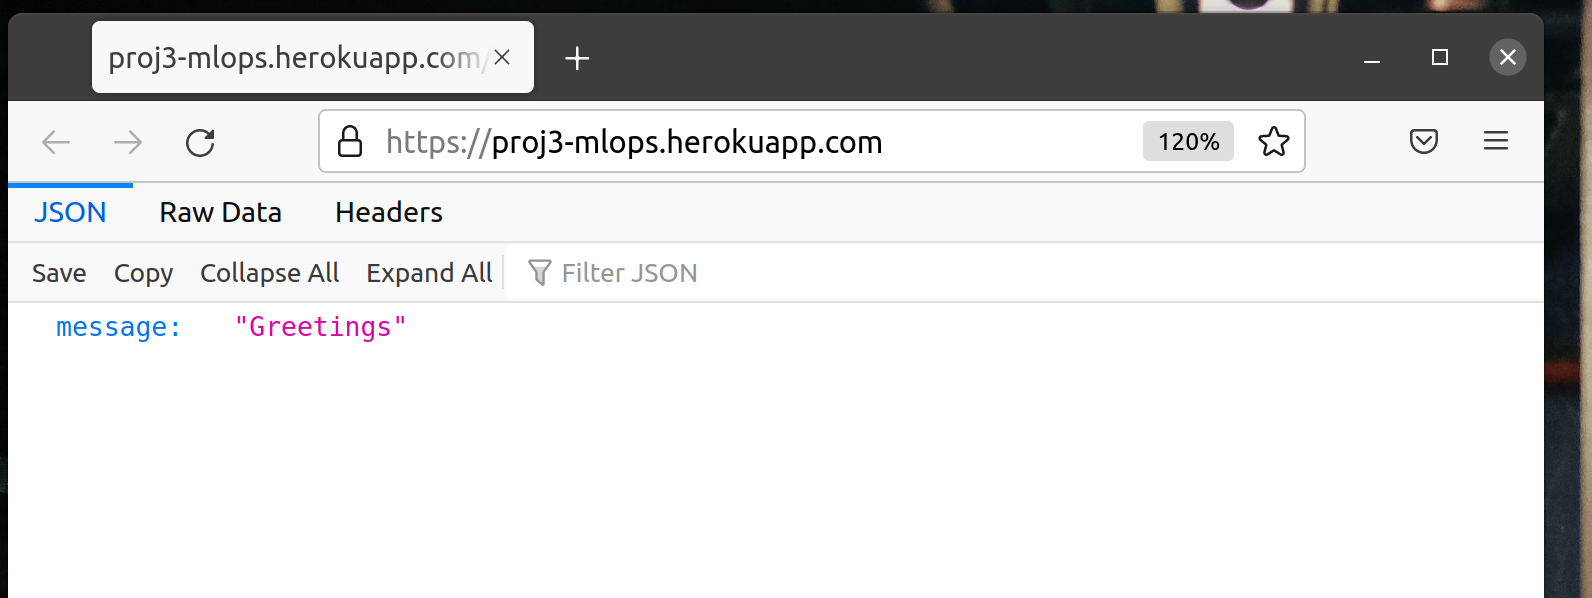 proj3-mlops.herokuapp.com/
https://proj3-mlops.herokuapp.com 120%
JSON Raw Data Headers
Save Copy Collapse All Expand All Filter JSON
message: "Greetings"